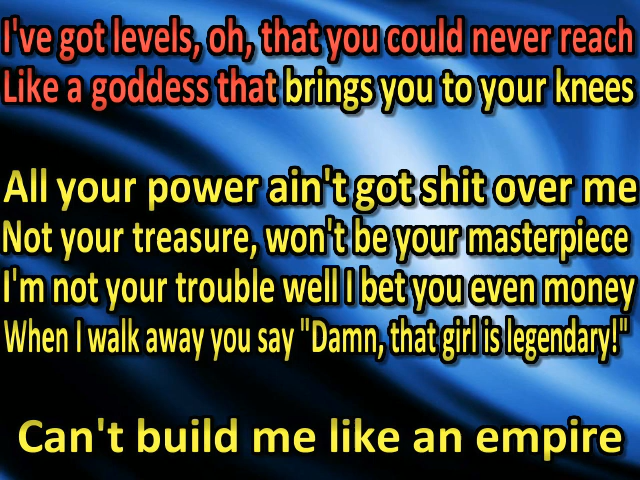 I've got levels, oh, that you could never reach
Like a goddess that brings you to your knees
All your power ain't got shit over me
Not your treasure, won't be your masterpiece
I'm not your trouble well I bet you even money
When I walk away you say "Damn, that girl is legendary!"
Can't build me like an empire